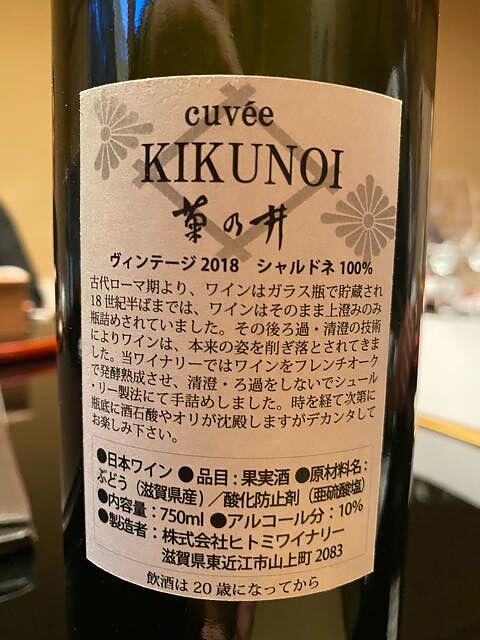 cuvée
KIKUNOI
菊乃井
ヴィンテージ 2018 シャルドネ 100%
古代ローマ期より、ワインはガラス瓶で貯蔵され
18世紀半ばまでは、ワインはそのまま上澄みのみ
瓶詰めされていました。その後ろ過・清澄の技術
によりワインは、本来の姿を削ぎ落とされてきま
した。当ワイナリーではワインをフレンチオーク
で発酵熟成させ、清澄・ろ過をしないでシュール
・リー製法にて手詰めしました。時を経て次第に
瓶底に酒石酸やオリが沈殿しますがデカンタして
お楽しみ下さい。
●日本ワイン ●品目:果実酒 ●原材料名:
ぶどう(滋賀県産)/酸化防止剤(亜硫酸塩)
●内容量:750ml ●アルコール分:10%
●製造者:株式会社ヒトミワイナリー
滋賀県東近江市山上町 2083
飲酒は20歳になってから